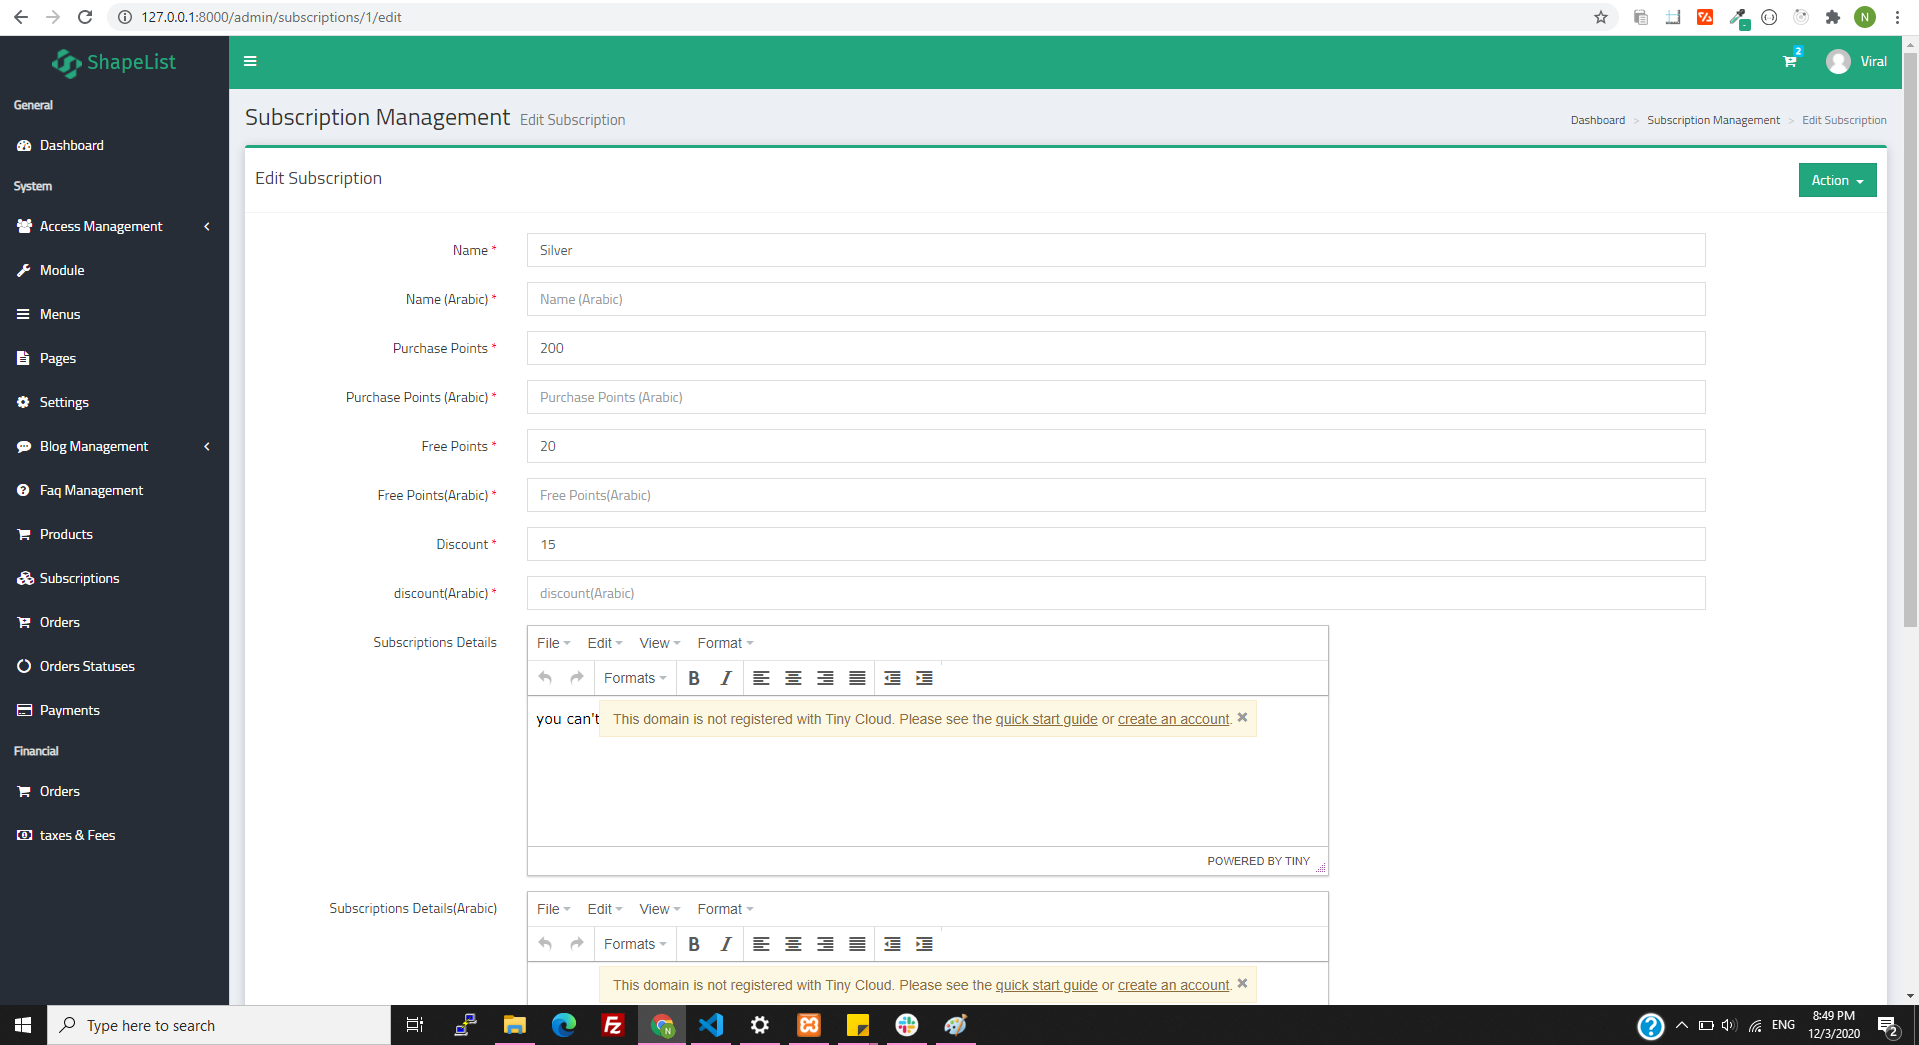 127.0.0.1:8000/admin/subscriptions/1/edit
N
ShapeList
2
Viral
General
Dashboard
System
Access Management
Module
Menus
Pages
Settings
Blog Management
Faq Management
Products
Subscriptions
Orders
Orders Statuses
Payments
Financial
Orders
taxes & Fees
Subscription Management Edit Subscription
Dashboard > Subscription Management > Edit Subscription
Edit Subscription
Action
Name * Silver
Name (Arabic) * Name (Arabic)
Purchase Points * 200
Purchase Points (Arabic) * Purchase Points (Arabic)
Free Points * 20
Free Points(Arabic) * Free Points(Arabic)
Discount * 15
discount(Arabic) * discount(Arabic)
Subscriptions Details
File Edit View Format
Formats B I
you can't This domain is not registered with Tiny Cloud. Please see the quick start guide or create an account.
POWERED BY TINY
Subscriptions Details(Arabic)
File Edit View Format
Formats B I
This domain is not registered with Tiny Cloud. Please see the quick start guide or create an account.
Type here to search
ENG
8:49 PM
12/3/2020
2